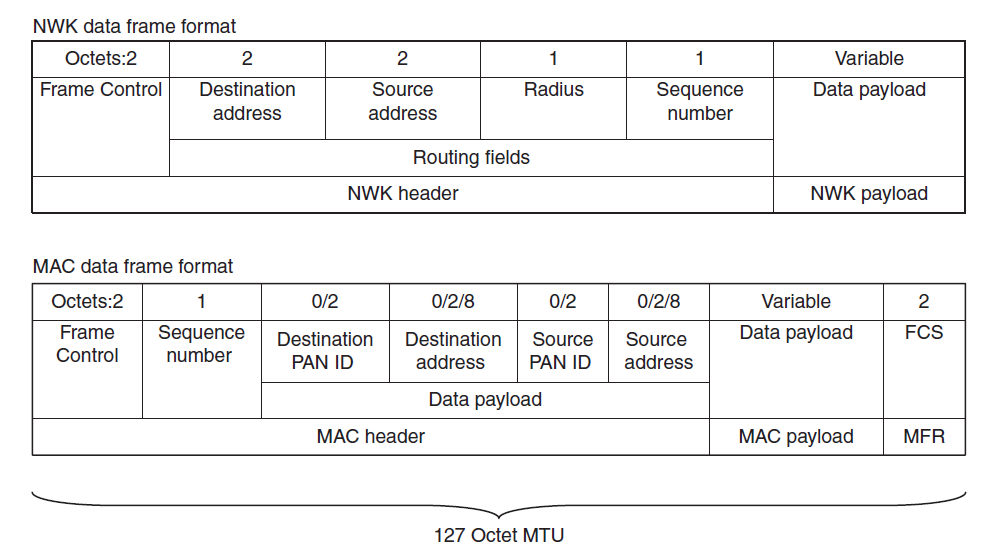 NWK data frame format
Octets:2 2 2 1 1 Variable
Frame Control Destination Source Radius Sequence Data payload
address address number
Routing fields
NWK header NWK payload
MAC data frame format
Octets:2 1 0/2 0/2/8 0/2 0/2/8 Variable 2
Frame Sequence Destination Destination Source Source Data payload FCS
Control number PAN ID address PAN ID address
Data payload
MAC header MAC payload MFR
127 Octet MTU